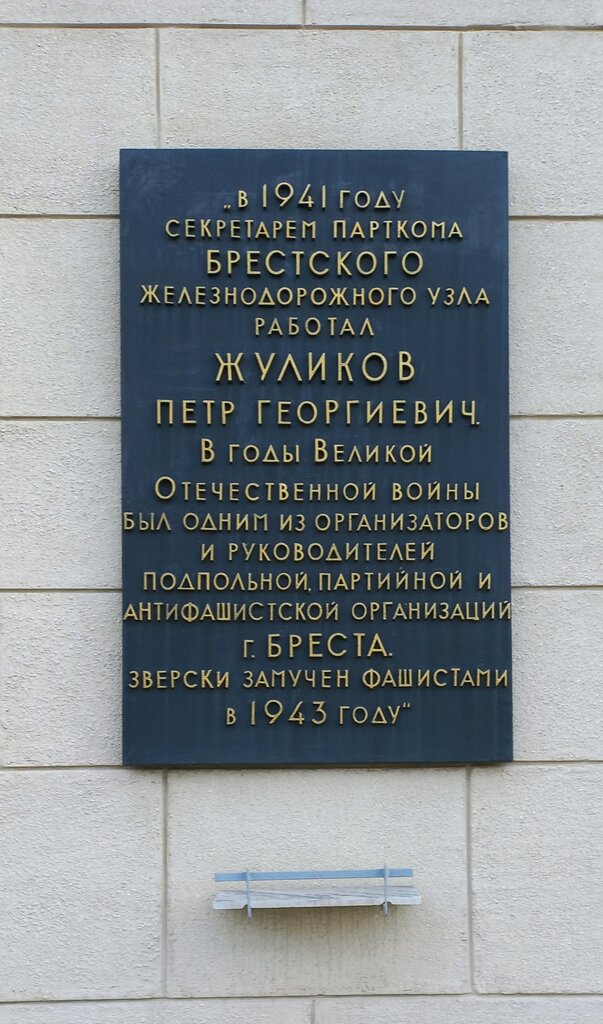 „В 1941 ГОДУ
СЕКРЕТАРЕМ ПАРТКОМА
БРЕСТСКОГО
ЖЕЛЕЗНОДОРОЖНОГО УЗЛА
РАБОТАЛ
ЖУЛИКОВ
ПЕТР ГЕОРГИЕВИЧ.
В ГОДЫ ВЕЛИКОЙ
ОТЕЧЕСТВЕННОЙ ВОЙНЫ
БЫЛ ОДНИМ ИЗ ОРГАНИЗАТОРОВ
И РУКОВОДИТЕЛЕЙ
ПОДПОЛЬНОЙ, ПАРТИЙНОЙ И
АНТИФАШИСТСКОЙ ОРГАНИЗАЦИЙ
Г. БРЕСТА.
ЗВЕРСКИ ЗАМУЧЕН ФАШИСТАМИ
В 1943 ГОДУ“